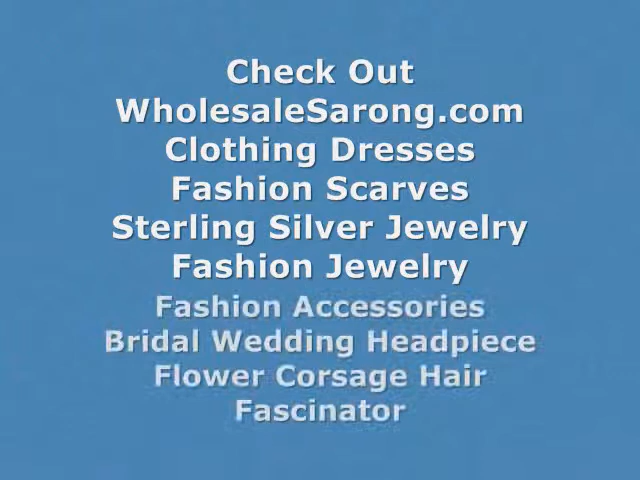 Check Out
WholesaleSarong.com
Clothing Dresses
Fashion Scarves
Sterling Silver Jewelry
Fashion Jewelry
Fashion Accessories
Bridal Wedding Headpiece
Flower Corsage Hair
Fascinator